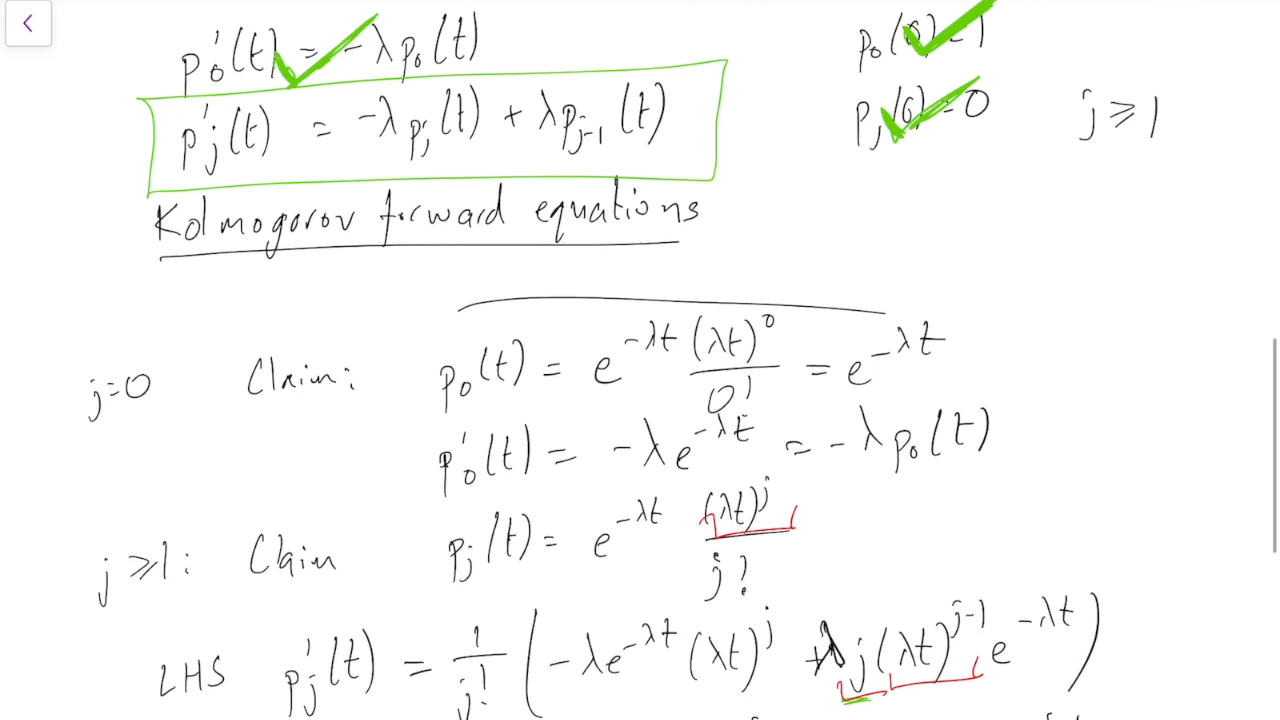 p₀'(t) = -λp₀(t) p₀(0) = 1
pⱼ'(t) = -λpⱼ(t) + λpⱼ₋₁(t) pⱼ(0) = 0 j ≥ 1
Kolmogorov forward equations
j=0 Claim: p₀(t) = e^{-λt} (λt)^0 / 0! = e^{-λt}
p₀'(t) = -λe^{-λt} = -λp₀(t)
j ≥ 1: Claim pⱼ(t) = e^{-λt} (λt)^j / j!
LHS pⱼ'(t) = 1/j! (-λe^{-λt} (λt)^j + λj(λt)^{j-1} e^{-λt})